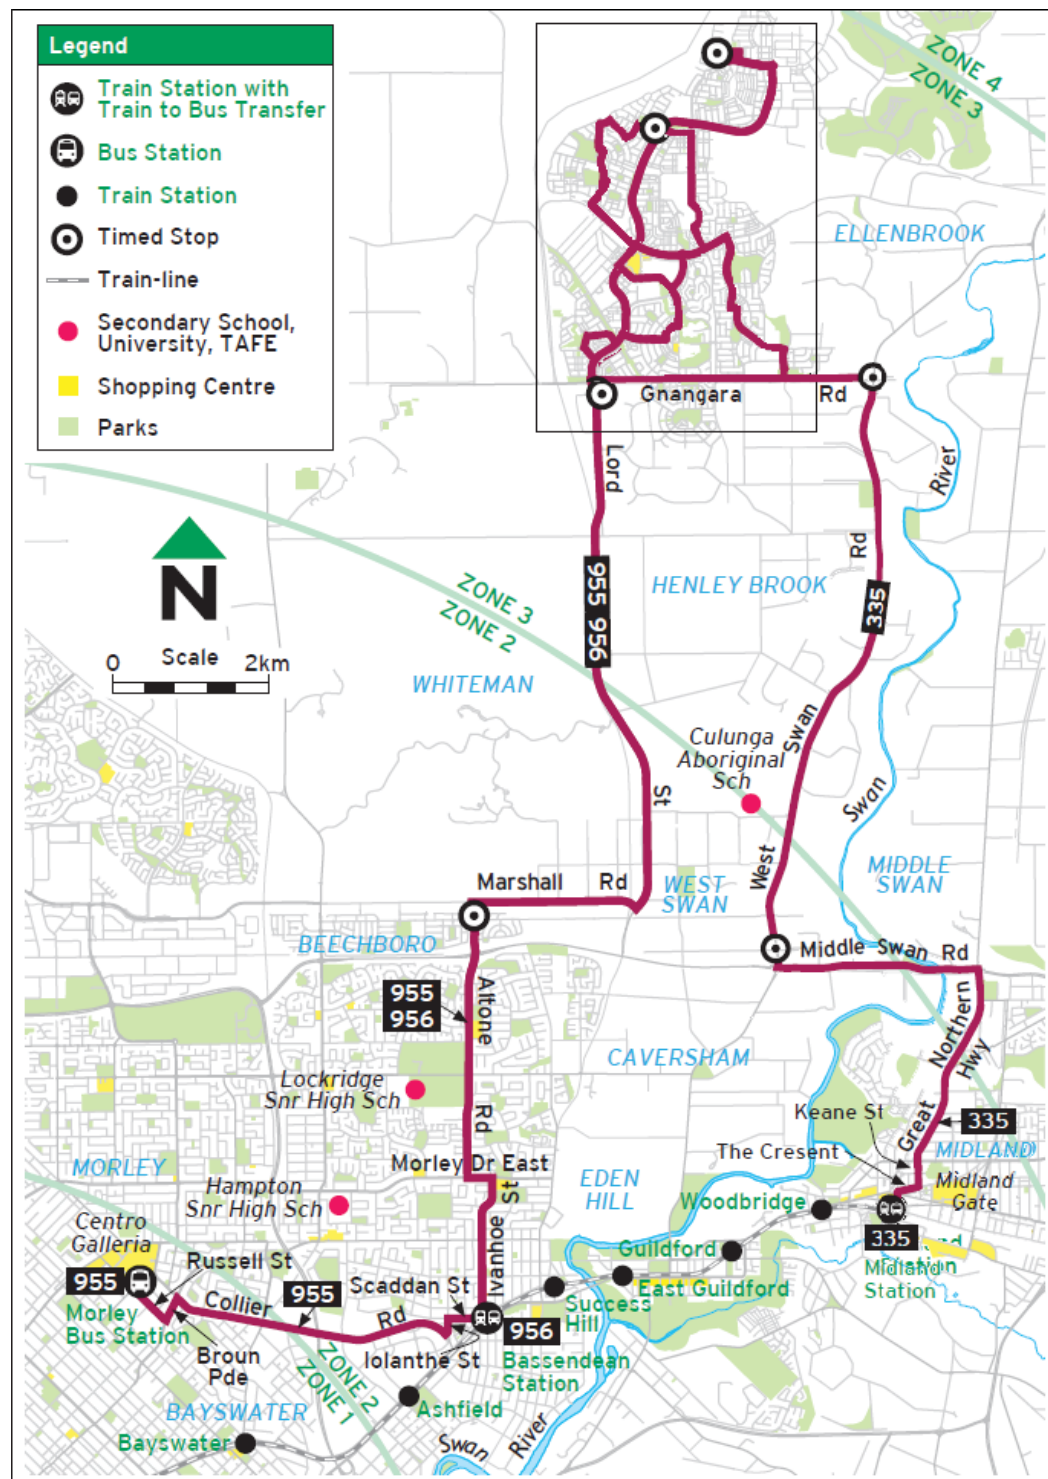 Legend
Train Station with
Train to Bus Transfer
Bus Station
Train Station
Timed Stop
Train-line
Secondary School,
University, TAFE
Shopping Centre
Parks
ZONE 4
ZONE 3
ELLENBROOK
Gnangara Rd
Lord
River
Rd
N
Scale
0 2km
ZONE 3
ZONE 2
955 956
HENLEY BROOK
335
WHITEMAN
Culunga
Aboriginal
Sch
Swan
St
Swan
West
MIDDLE
SWAN
Marshall Rd
WEST
SWAN
BEECHBORO
Middle Swan Rd
955
956
Altone
Northern
Hwy
CAVERSHAM
Lockridge
Snr High Sch
Rd
Keane St
Great
335
The Cresent
MIDLAND
MORLEY
Morley Dr East
EDEN
HILL
Hampton
Snr High Sch
St
Woodbridge
Midland
Gate
Centro
Galleria
Ivanhoe
335
Guildford
Russell St
955
Midland
Station
Morley
Bus Station
Collier
955
Rd
Scaddan St
East Guildford
Success
Hill
956
Broun
Pde
Iolanthe St
Bassendean
Station
ZONE 2
ZONE 1
BAYSWATER
Ashfield
Bayswater
Swan
River